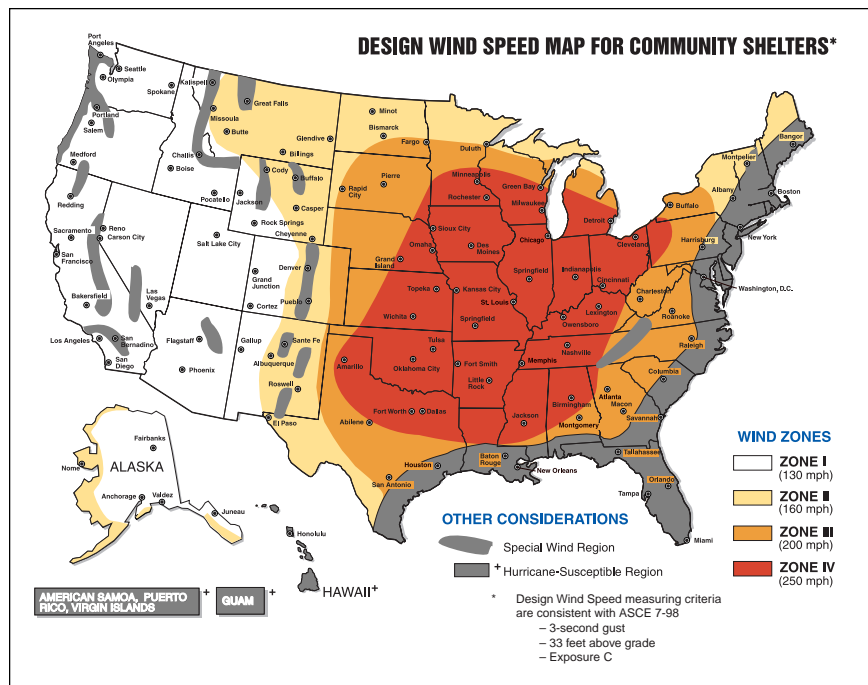 DESIGN WIND SPEED MAP FOR COMMUNITY SHELTERS*
Port
Angeles
Seattle
Olympia
Spokane
Portland
Salem
Medford
Kalispell
Great Falls
Missoula
Butte
Glendive
Billings
Challis
Boise
Pocatello
Cody
Buffalo
Jackson
Casper
Rock Springs
Cheyenne
Minot
Bismarck
Fargo
Duluth
Pierre
Rapid
City
Minneapolis
Rochester
Green Bay
Milwaukee
Detroit
Buffalo
Albany
Montpelier
Bangor
Boston
New York
Harrisburg
Washington, D.C.
Redding
Reno
Carson City
Sacramento
San
Francisco
Bakersfield
Las
Vegas
Los Angeles
San
Bernadino
San
Diego
Salt Lake City
Grand
Junction
Cortez
Denver
Pueblo
Flagstaff
Phoenix
Gallup
Sante Fe
Albuquerque
Roswell
El Paso
Sioux City
Omaha
Grand
Island
Des
Moines
Chicago
Cleveland
Topeka
Kansas City
Wichita
Springfield
Springfield
St. Louis
Indianapolis
Cincinnati
Charleston
Lexington
Owensboro
Roanoke
Raleigh
Nashville
Memphis
Tulsa
Oklahoma City
Amarillo
Fort Smith
Little
Rock
Fort Worth
Dallas
Abilene
Jackson
Birmingham
Montgomery
Atlanta
Macon
Columbia
Savannah
Houston
San Antonio
Baton
Rouge
New Orleans
Tallahassee
Orlando
Tampa
Miami
Fairbanks
Nome
ALASKA
Anchorage
Valdez
Juneau
Honolulu
HAWAII+
AMERICAN SAMOA, PUERTO
RICO, VIRGIN ISLANDS
+
GUAM
+
OTHER CONSIDERATIONS
Special Wind Region
+ Hurricane-Susceptible Region
* Design Wind Speed measuring criteria
are consistent with ASCE 7-98
– 3-second gust
– 33 feet above grade
– Exposure C
WIND ZONES
ZONE I
(130 mph)
ZONE II
(160 mph)
ZONE III
(200 mph)
ZONE IV
(250 mph)